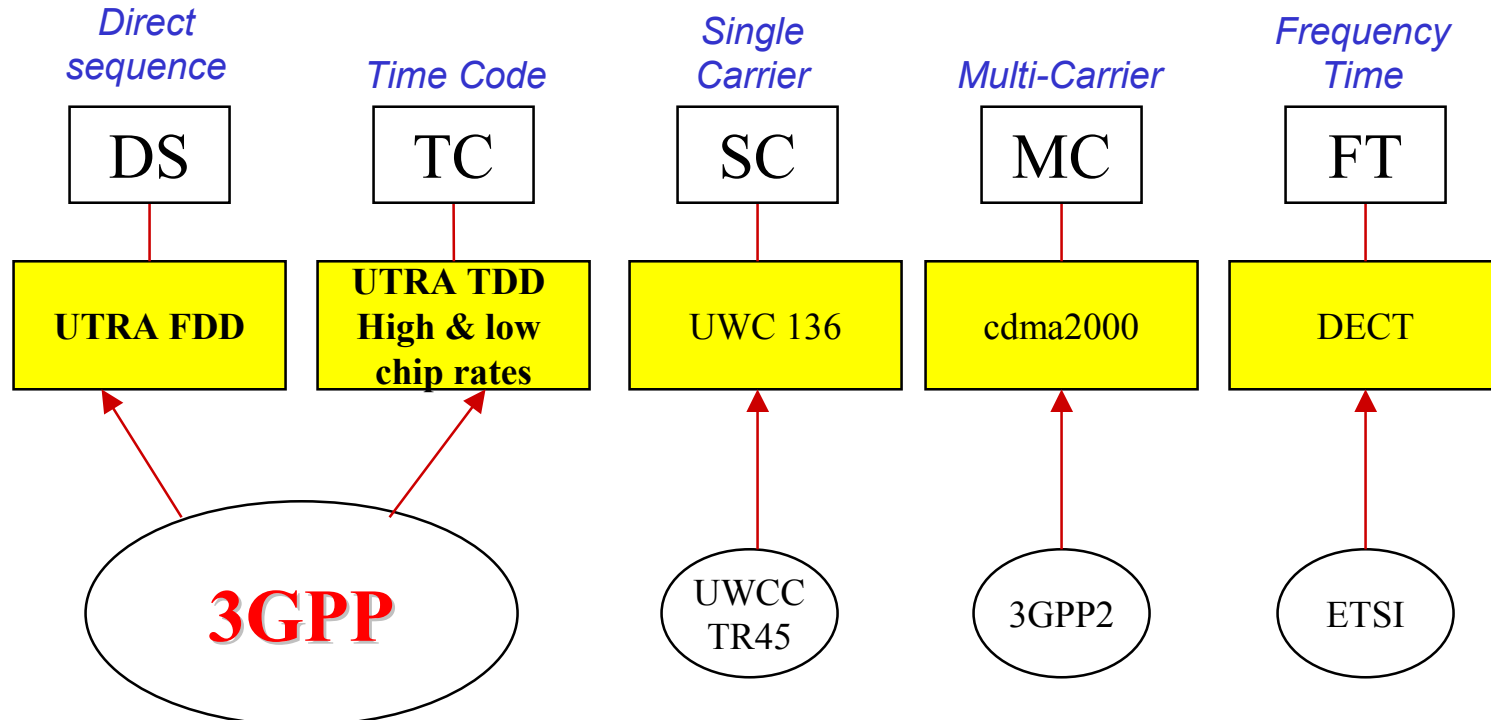 Direct
sequence
Time Code
Single
Carrier
Multi-Carrier
Frequency
Time
DS
TC
SC
MC
FT
UTRA FDD
UTRA TDD
High & low
chip rates
UWC 136
cdma2000
DECT
3GPP
UWCC
TR45
3GPP2
ETSI